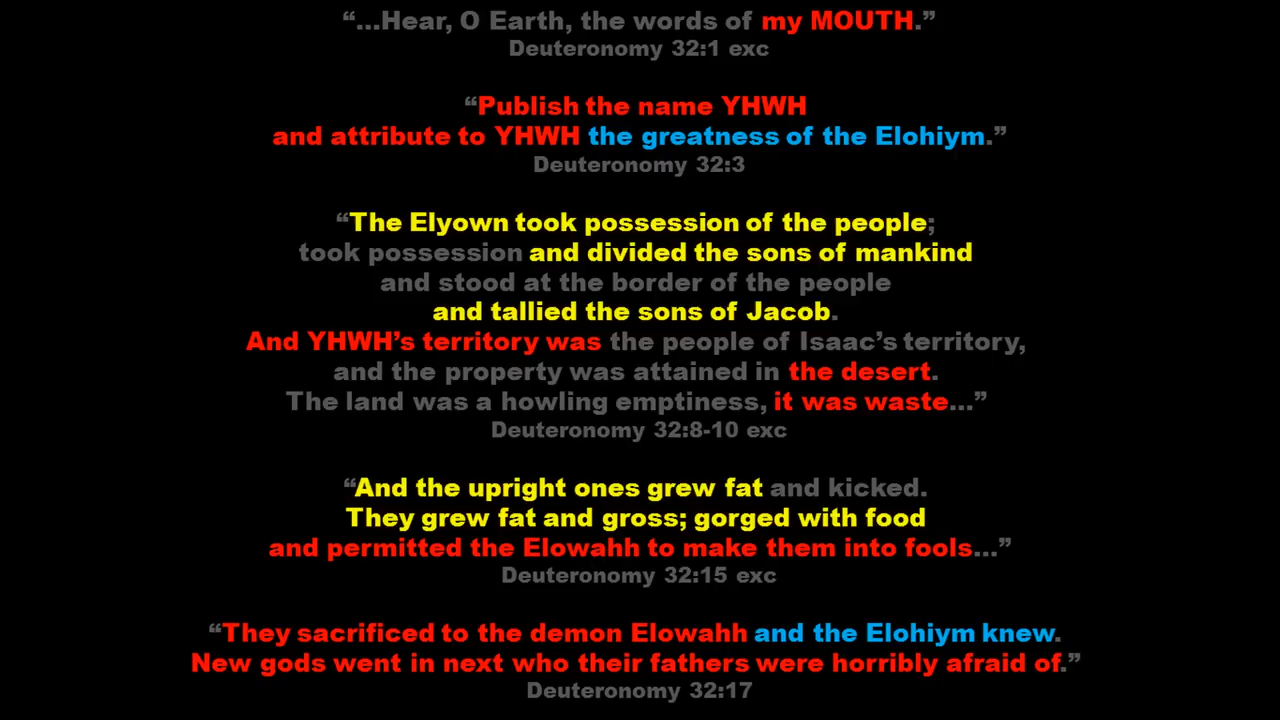 “...Hear, O Earth, the words of my MOUTH.”
Deuteronomy 32:1 exc
“Publish the name YHWH
and attribute to YHWH the greatness of the Elohiym.”
Deuteronomy 32:3
“The Elyown took possession of the people;
took possession and divided the sons of mankind
and stood at the border of the people
and tallied the sons of Jacob.
And YHWH’s territory was the people of Isaac’s territory,
and the property was attained in the desert.
The land was a howling emptiness, it was waste...”
Deuteronomy 32:8-10 exc
“And the upright ones grew fat and kicked.
They grew fat and gross; gorged with food
and permitted the Elowahh to make them into fools...”
Deuteronomy 32:15 exc
“They sacrificed to the demon Elowahh and the Elohiym knew.
New gods went in next who their fathers were horribly afraid of.”
Deuteronomy 32:17